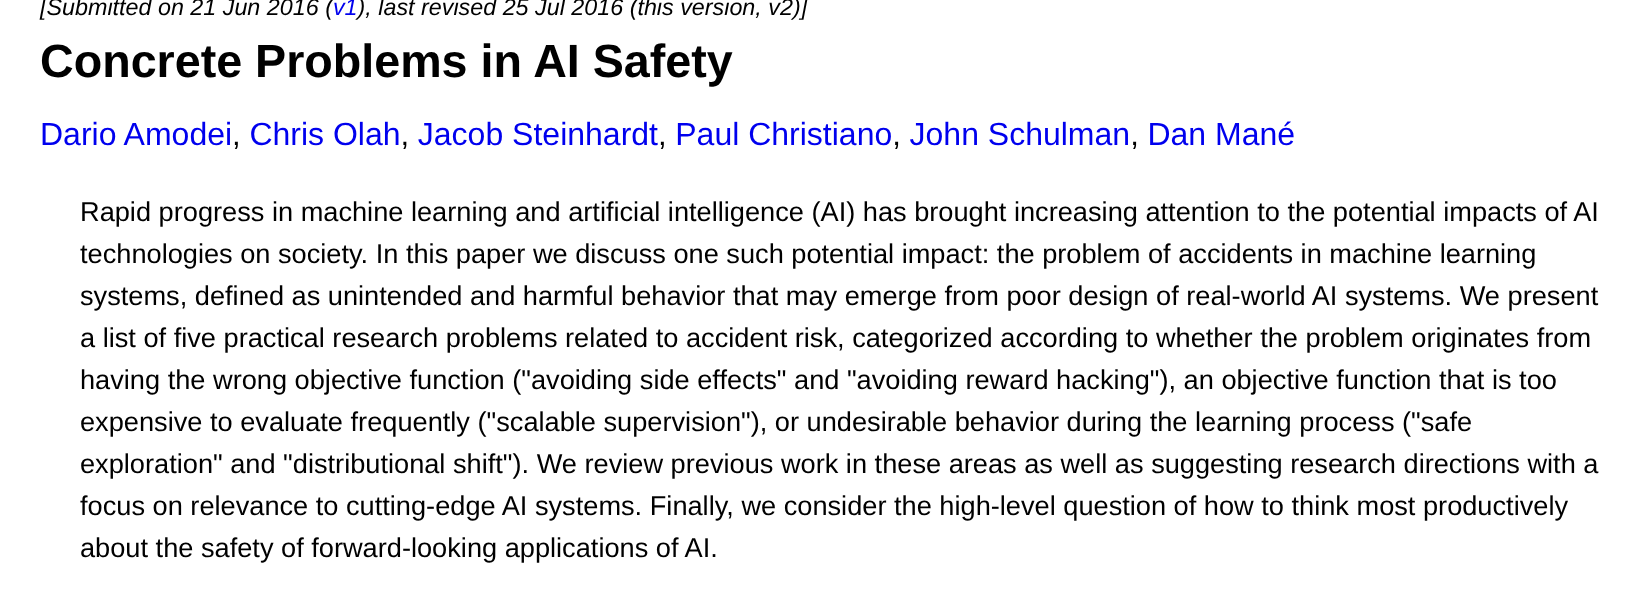 [Submitted on 21 Jun 2016 (v1), last revised 25 Jul 2016 (this version, v2)]
Concrete Problems in AI Safety
Dario Amodei, Chris Olah, Jacob Steinhardt, Paul Christiano, John Schulman, Dan Mané
Rapid progress in machine learning and artificial intelligence (AI) has brought increasing attention to the potential impacts of AI
technologies on society. In this paper we discuss one such potential impact: the problem of accidents in machine learning
systems, defined as unintended and harmful behavior that may emerge from poor design of real-world AI systems. We present
a list of five practical research problems related to accident risk, categorized according to whether the problem originates from
having the wrong objective function ("avoiding side effects" and "avoiding reward hacking"), an objective function that is too
expensive to evaluate frequently ("scalable supervision"), or undesirable behavior during the learning process ("safe
exploration" and "distributional shift"). We review previous work in these areas as well as suggesting research directions with a
focus on relevance to cutting-edge AI systems. Finally, we consider the high-level question of how to think most productively
about the safety of forward-looking applications of AI.